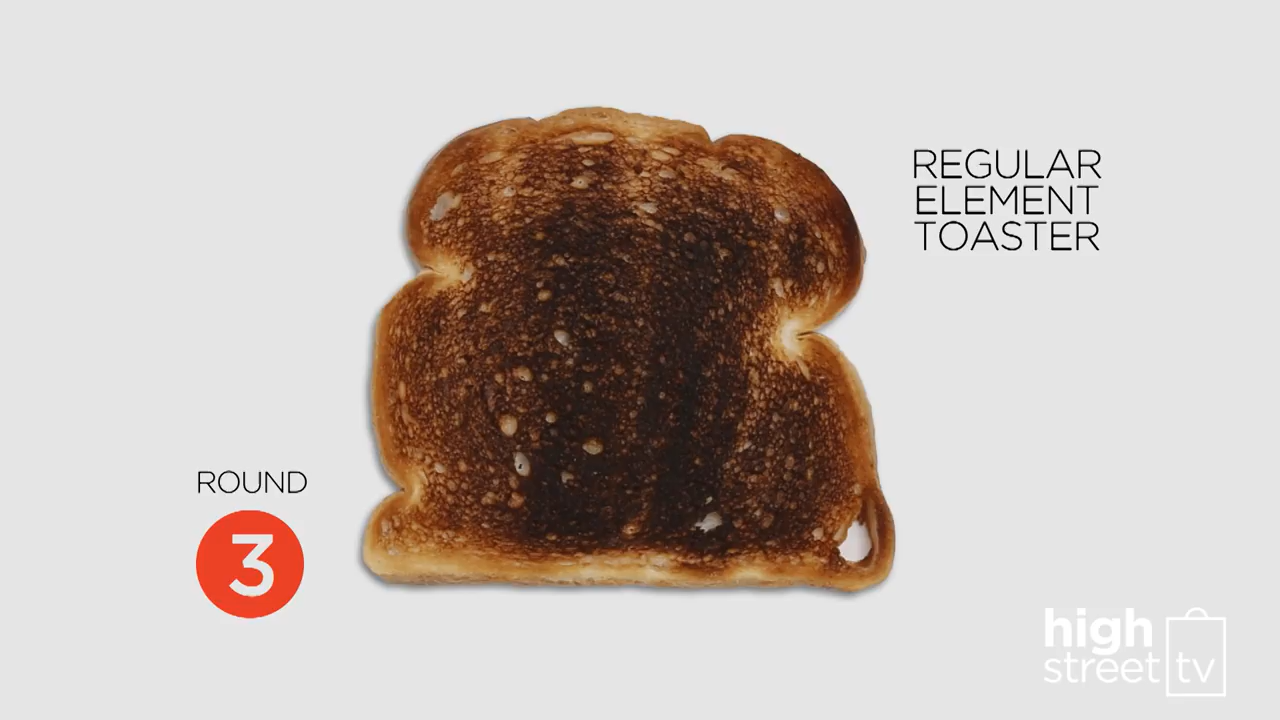 REGULAR
ELEMENT
TOASTER
ROUND
3
high
street tv